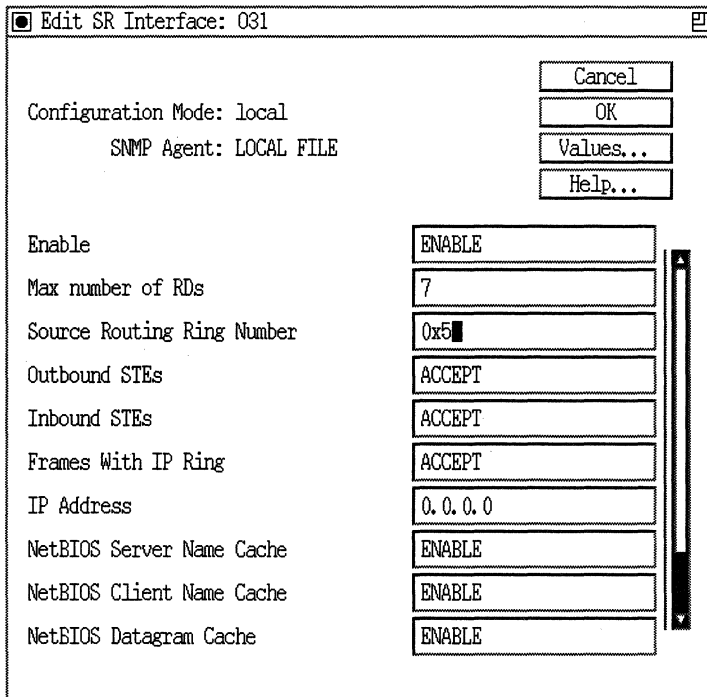 Edit SR Interface: O31
Cancel
Configuration Mode: local
OK
SNMP Agent: LOCAL FILE
Values...
Help...
Enable ENABLE
Max number of RDs 7
Source Routing Ring Number 0x5
Outbound STEs ACCEPT
Inbound STEs ACCEPT
Frames With IP Ring ACCEPT
IP Address 0.0.0.0
NetBIOS Server Name Cache ENABLE
NetBIOS Client Name Cache ENABLE
NetBIOS Datagram Cache ENABLE